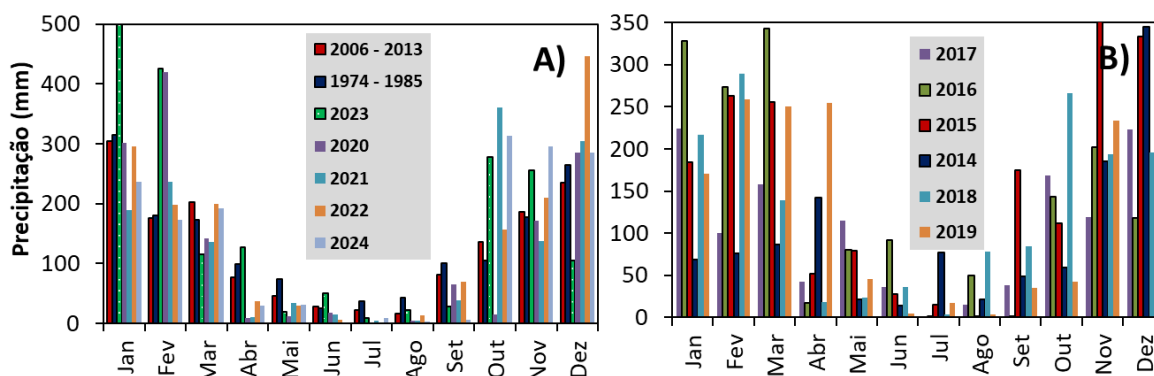 Precipitação (mm)
500
400
300
200
100
0
2006 - 2013
1974 - 1985
2023
2020
2021
2022
2024
A)
Jan
Fev
Mar
Abr
Mai
Jun
Jul
Ago
Set
Out
Nov
Dez
350
300
250
200
150
100
50
0
2017
2016
2015
2014
2018
2019
B)
Jan
Fev
Mar
Abr
Mai
Jun
Jul
Ago
Set
Out
Nov
Dez